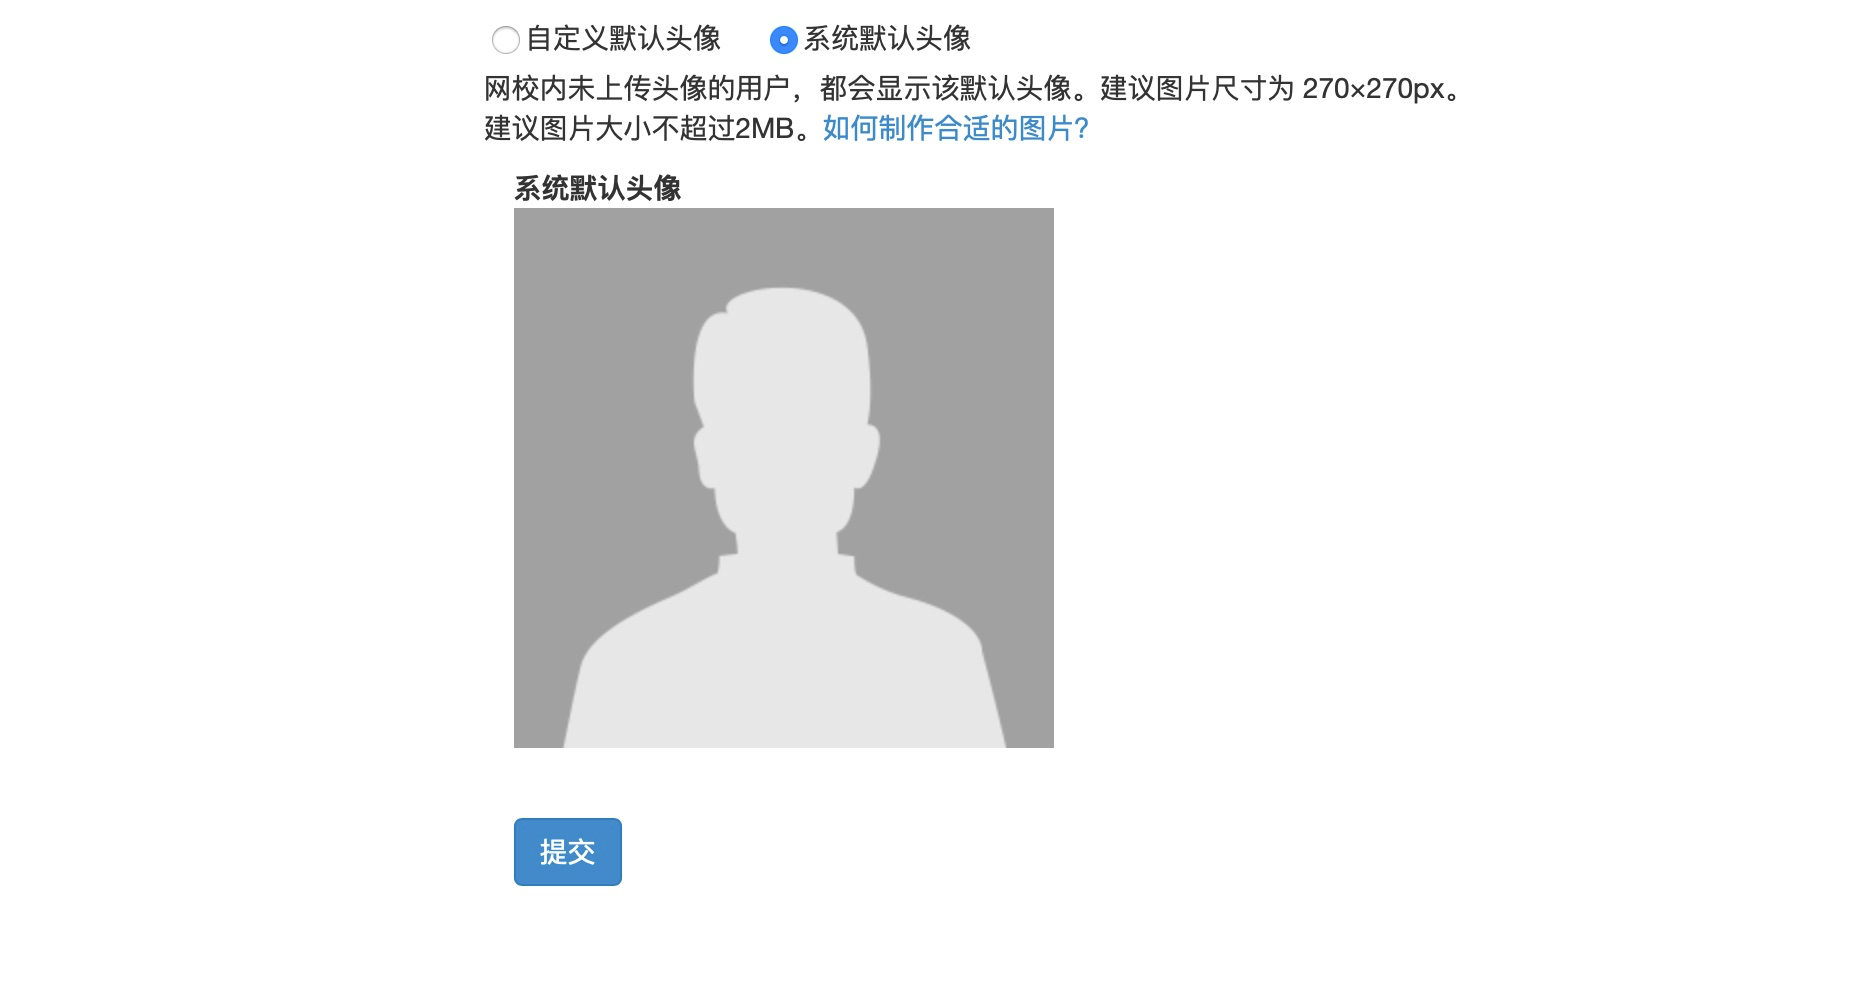 自定义默认头像 系统默认头像
网校内未上传头像的用户，都会显示该默认头像。建议图片尺寸为 270×270px。
建议图片大小不超过2MB。如何制作合适的图片?
系统默认头像
提交